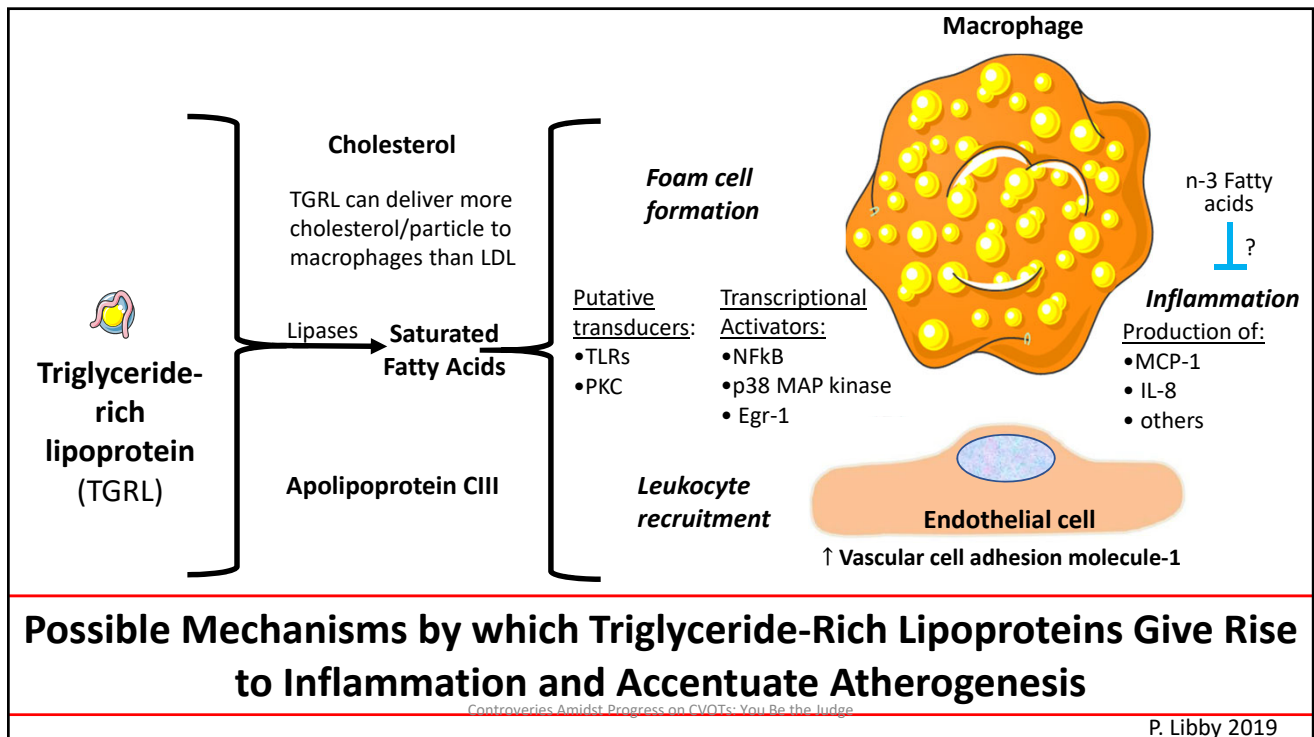 Macrophage
Cholesterol
TGRL can deliver more
cholesterol/particle to
macrophages than LDL
Foam cell
formation
n-3 Fatty
acids
?
Triglyceride-
rich
lipoprotein
(TGRL)
Lipases
Saturated
Fatty Acids
Putative
transducers:
•TLRs
•PKC
Transcriptional
Activators:
•NFkB
•p38 MAP kinase
• Egr-1
Inflammation
Production of:
•MCP-1
• IL-8
• others
Apolipoprotein CIII
Leukocyte
recruitment
Endothelial cell
↑ Vascular cell adhesion molecule-1
Possible Mechanisms by which Triglyceride-Rich Lipoproteins Give Rise
to Inflammation and Accentuate Atherogenesis
Controveries Amidst Progress on CVOTs: You Be the Judge
P. Libby 2019